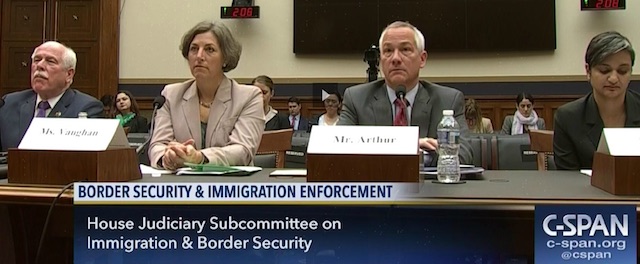 2:08
2:08
Ms. Vaughan
Mr. Arthur
BORDER SECURITY & IMMIGRATION ENFORCEMENT
House Judiciary Subcommittee on
Immigration & Border Security
C-SPAN
c-span.org
@cspan